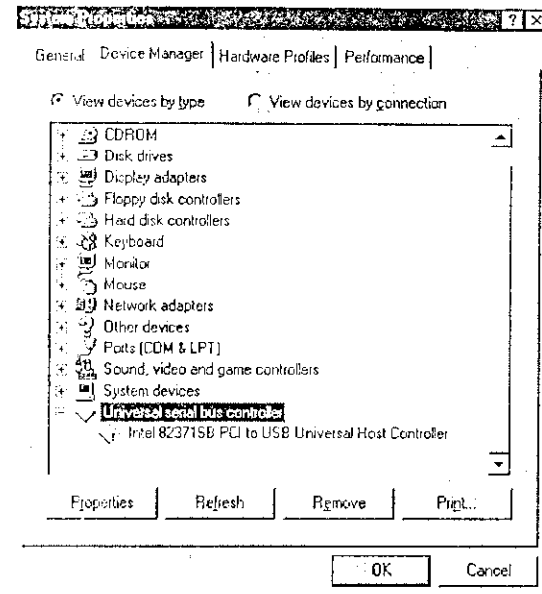 System Properties
General Device Manager Hardware Profiles Performance
View devices by type View devices by connection
CDROM
Disk drives
Display adapters
Floppy disk controllers
Hard disk controllers
Keyboard
Monitor
Mouse
Network adapters
Other devices
Ports (COM & LPT)
Sound, video and game controllers
System devices
Universal serial bus controller
Intel 82371SB PCI to USB Universal Host Controller
Properties Refresh Remove Print...
OK Cancel